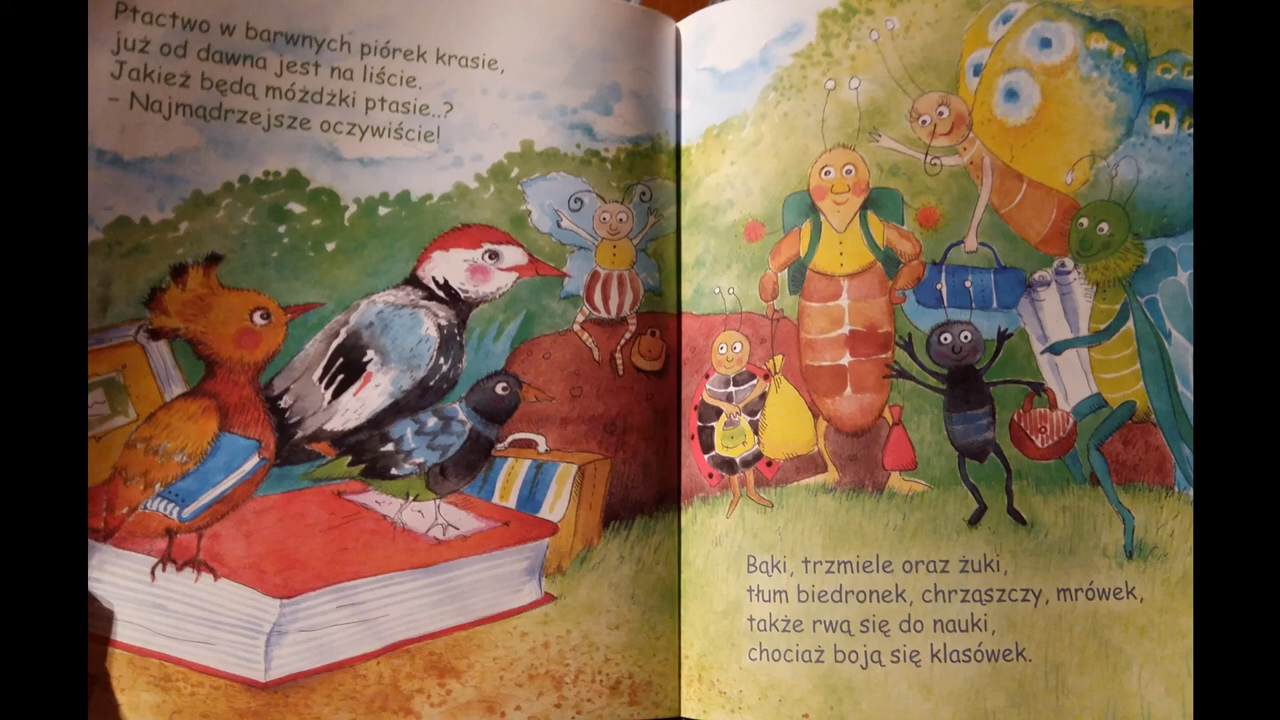 Ptactwo w barwnych piórek krasie,
już od dawna jest na liście.
Jakież będą móżdżki ptasie..?
– Najmądrzejsze oczywiście!
Bąki, trzmiele oraz żuki,
tłum biedronek, chrząszczy, mrówek,
także rwą się do nauki,
chociaż boją się klasówek.